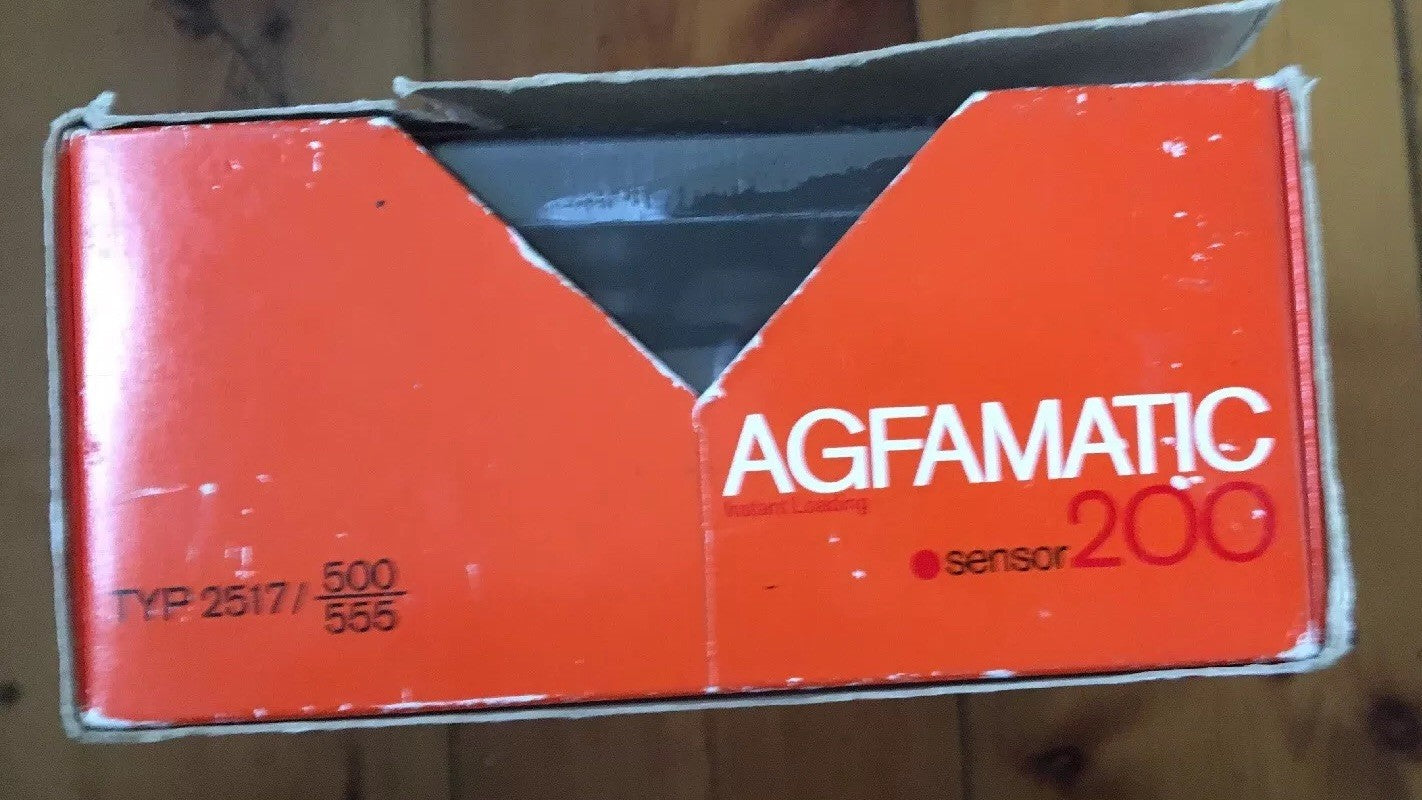 AGFAMATIC
Instant Loading
sensor 200
TYP 2517/ 500
555